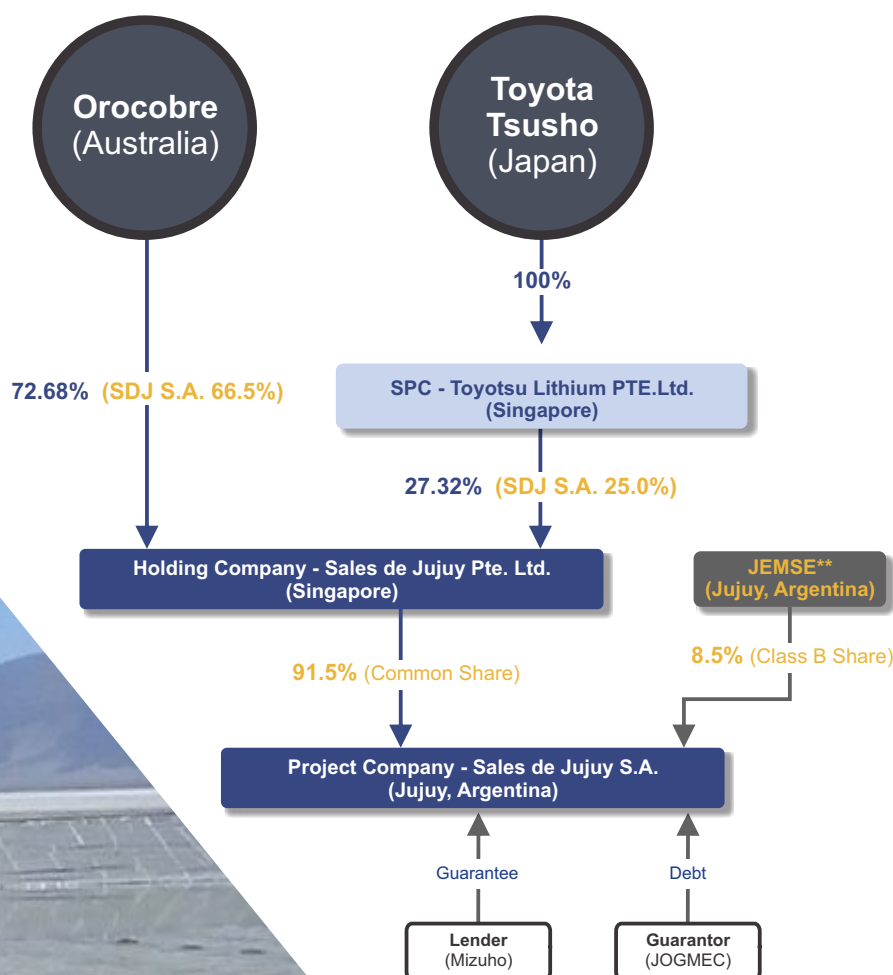 Orocobre
(Australia)
Toyota
Tsusho
(Japan)
100%
72.68% (SDJ S.A. 66.5%)
SPC - Toyotsu Lithium PTE.Ltd.
(Singapore)
27.32% (SDJ S.A. 25.0%)
Holding Company - Sales de Jujuy Pte. Ltd.
(Singapore)
JEMSE**
(Jujuy, Argentina)
91.5% (Common Share)
8.5% (Class B Share)
Project Company - Sales de Jujuy S.A.
(Jujuy, Argentina)
Guarantee
Debt
Lender
(Mizuho)
Guarantor
(JOGMEC)